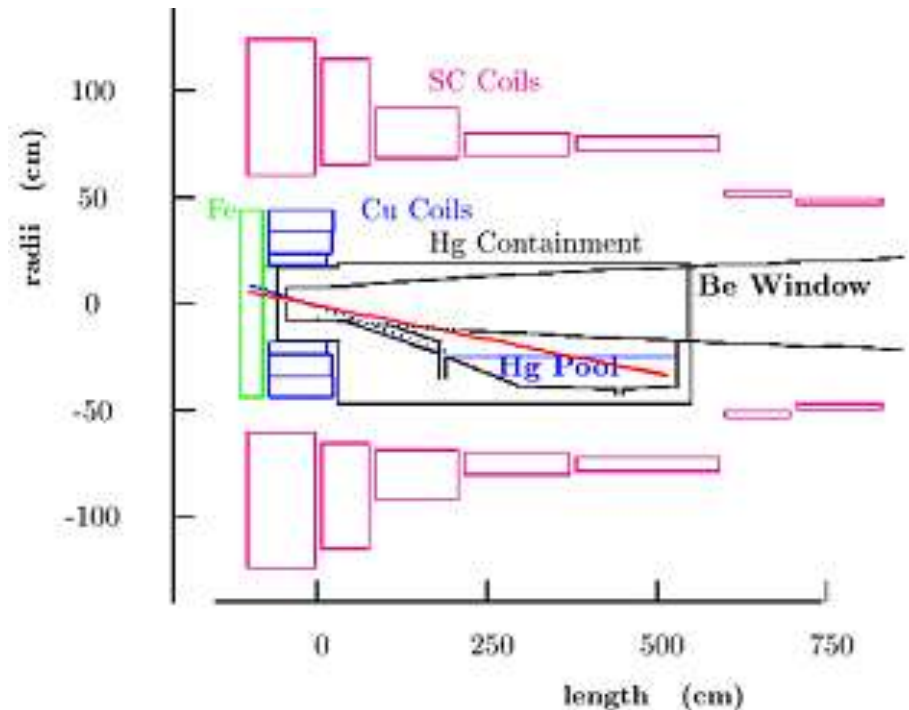 SC Coils
100
radii (cm)
50
Fe
Cu Coils
Hg Containment
Be Window
0
Hg Pool
-50
-100
0
250
500
750
length (cm)